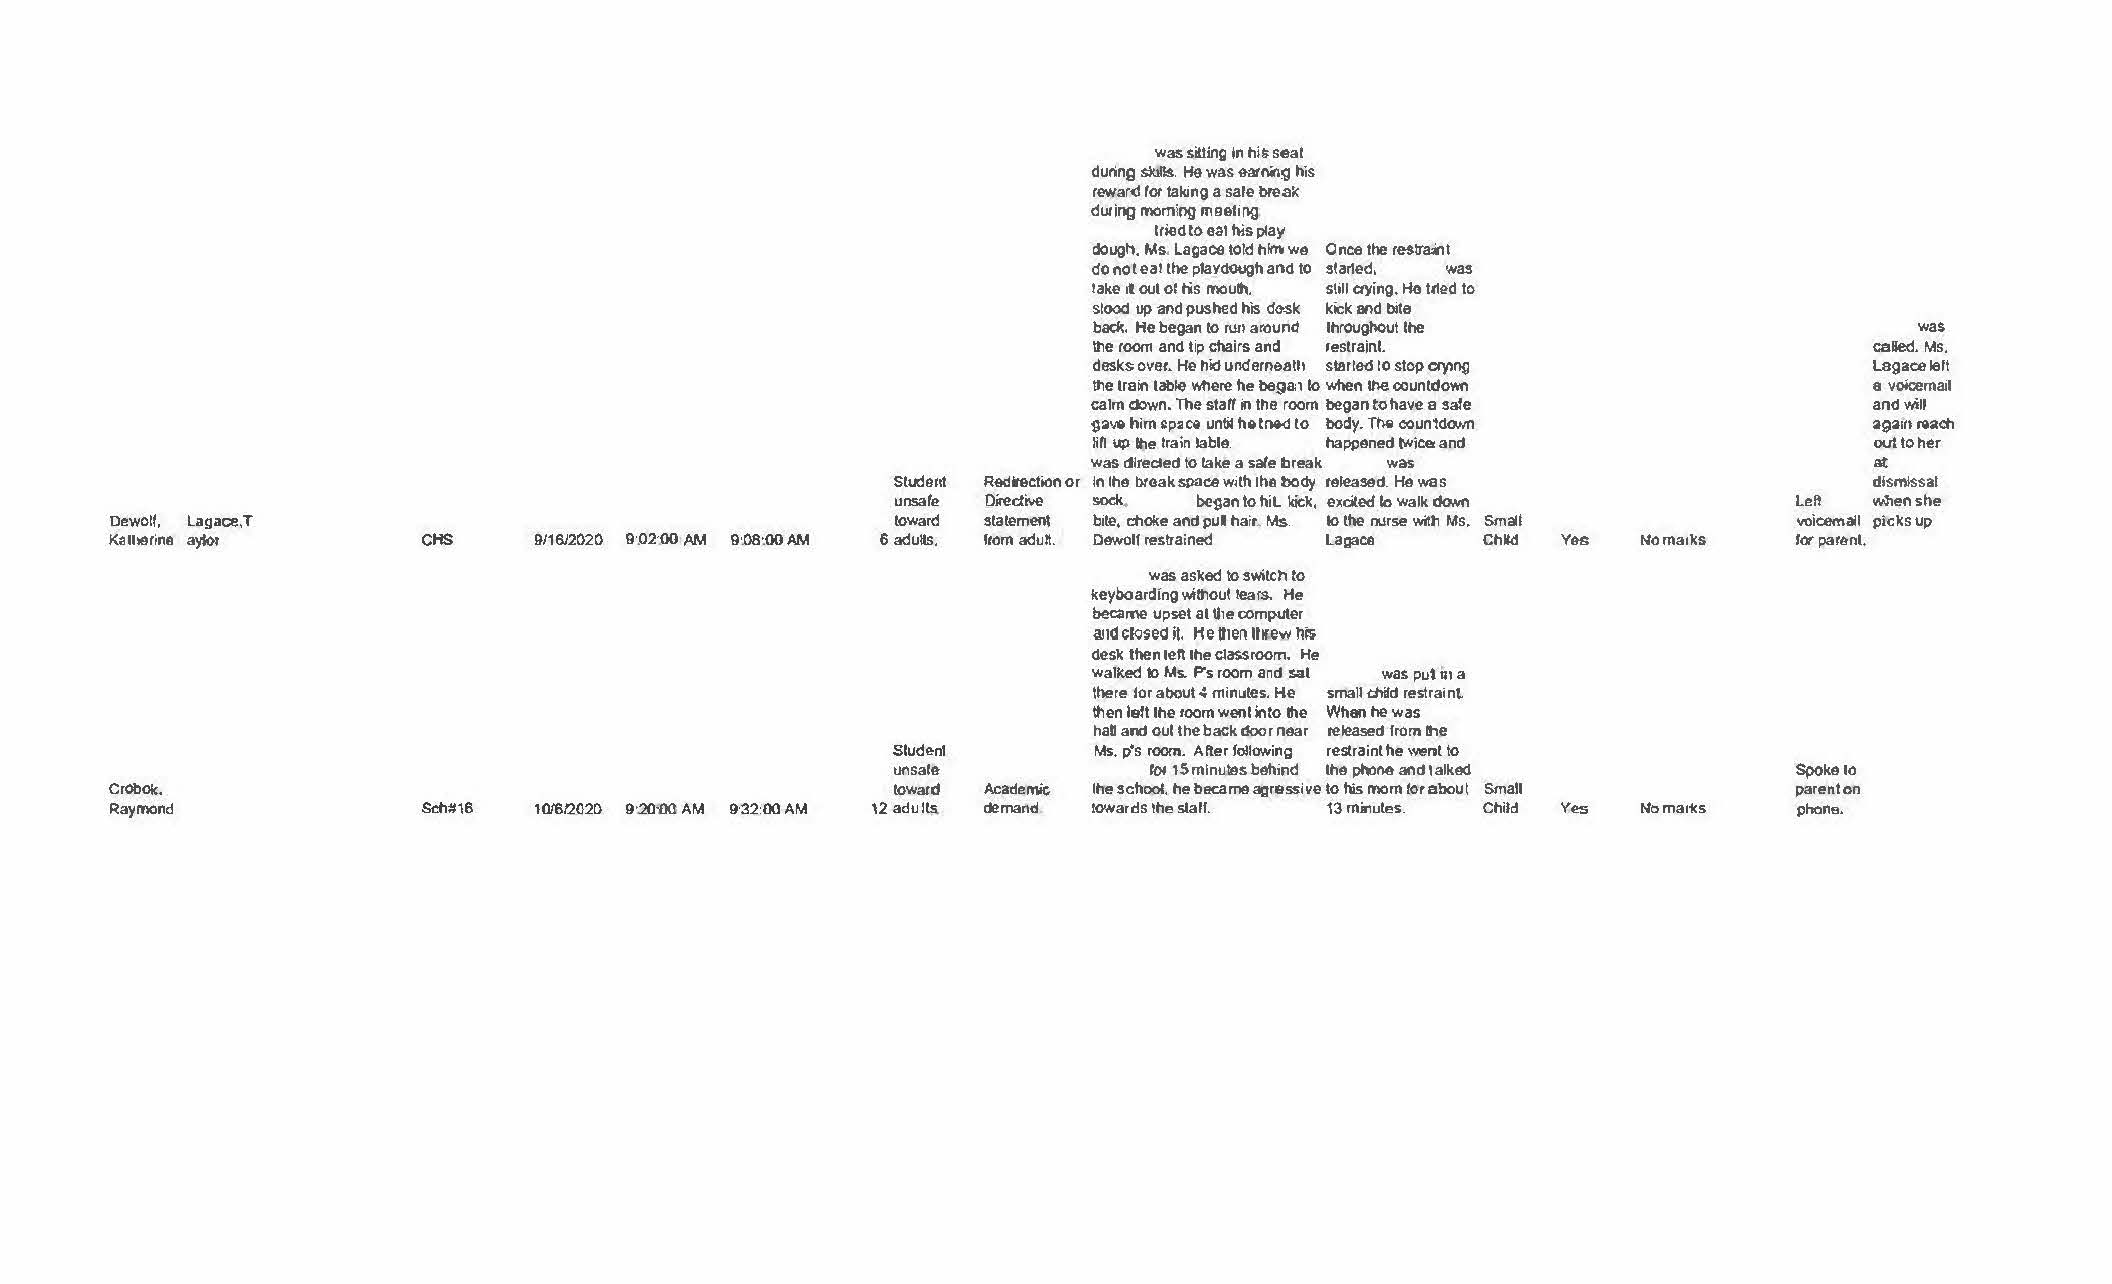 was sitting in his seat
during skills. He was earning his
reward for taking a safe break
during morning meeting.
tried to eat his play
dough, Ms. Lagace told him we
do not eat the playdough and to
take it out of his mouth.
stood up and pushed his desk
back. He began to run around
the room and tip chairs and
desks over. He hid underneath
the train table where he began to
calm down. The staff in the room
gave him space until he tried to
lift up the train table.
was directed to take a safe break
in the break space with the body
sock. began to hit, kick,
bite, choke and pull hair. Ms.
Dewolf restrained
Once the restraint
started, was
still crying. He tried to
kick and bite
throughout the
restraint.
started to stop crying
when the countdown
began to have a safe
body. The countdown
happened twice and
was
released. He was
excited to walk down
to the nurse with Ms.
Lagace
was
called. Ms.
Lagace left
a voicemail
and will
again reach
out to her
at
dismissal
when she
picks up
Student
unsafe
toward
6 adults.
Redirection or
Directive
statement
from adult.
Dewolf,
Katherine
Lagace,T
aylor
CHS
9/16/2020
9:02:00 AM
9:08:00 AM
Small
Child
Yes
No marks
Left
voicemail
for parent.
was asked to switch to
keyboarding without tears. He
became upset at the computer
and closed it. He then threw his
desk then left the classroom. He
walked to Ms. P's room and sat
there for about 4 minutes. He
then left the room went into the
hall and out the back door near
Ms. p's room. After following
for 15 minutes behind
the school, he became agressive
towards the staff.
was put in a
small child restraint.
When he was
released from the
restraint he went to
the phone and talked
to his mom for about
13 minutes.
Student
unsafe
toward
12 adults.
Academic
demand.
Crobok,
Raymond
Sch#16
10/6/2020
9:20:00 AM
9:32:00 AM
Small
Child
Yes
No marks
Spoke to
parent on
phone.